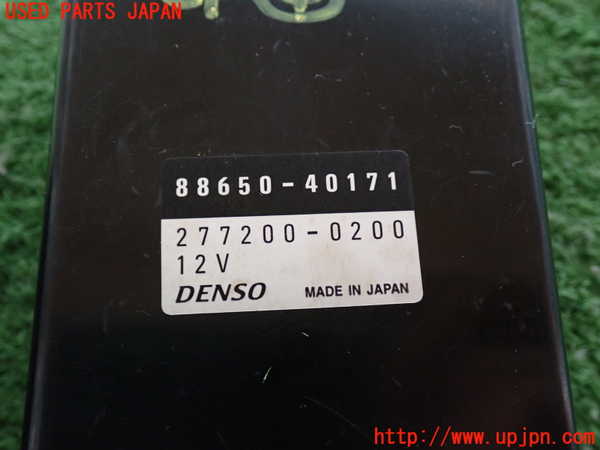 USED PARTS JAPAN
88650-40171
277200-0200
12V
DENSO MADE IN JAPAN
http://www.upjpn.com/